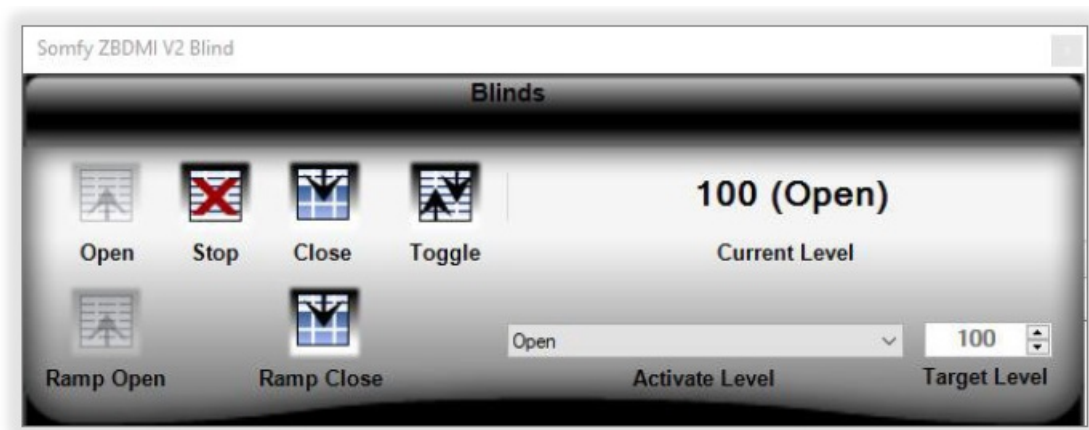 Somfy ZBDMI V2 Blind
Blinds
100 (Open)
Open Stop Close Toggle Current Level
Open 100
Ramp Open Ramp Close Activate Level Target Level